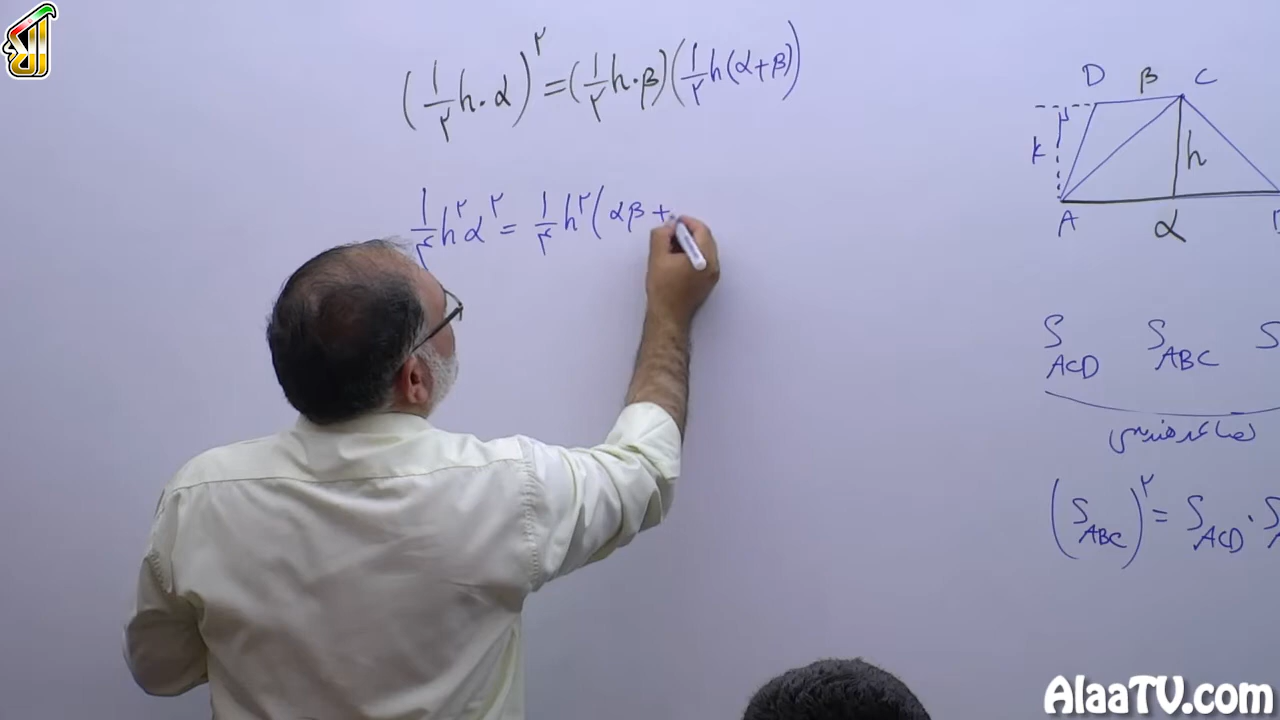 (۱/۲ h · α)^۲ = (۱/۲ h · β)(۱/۲ h (α + β))
۱/۴ h^۲ α^۲ = ۱/۴ h^۲ (αβ +
D β C
k h
A α
S_ACD S_ABC S
تصاعد هندسی
(S_ABC)^۲ = S_ACD · S
AlaaTV.com